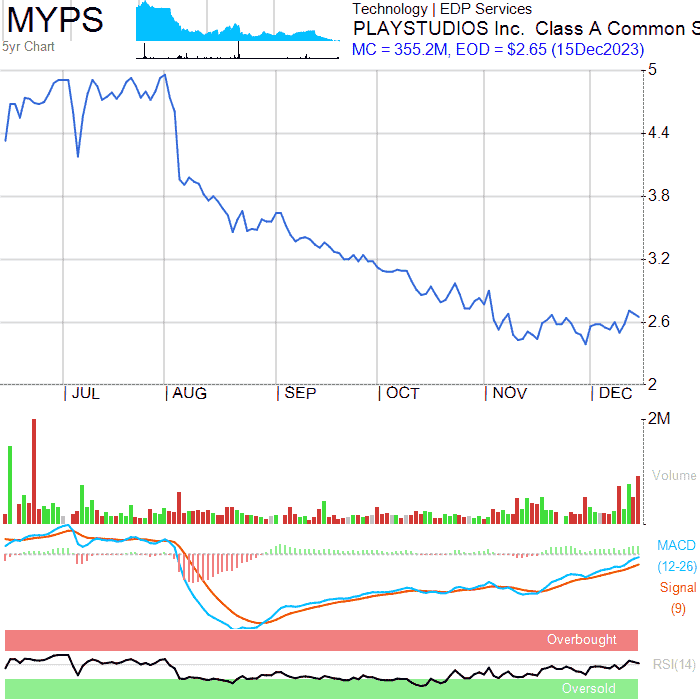 MYPS
5yr Chart
Technology | EDP Services
PLAYSTUDIOS Inc. Class A Common S
MC = 355.2M, EOD = $2.65 (15Dec2023)
5
4.4
3.8
3.2
2.6
2
JUL AUG SEP OCT NOV DEC
2M
Volume
MACD
(12-26)
Signal
(9)
Overbought
RSI(14)
Oversold